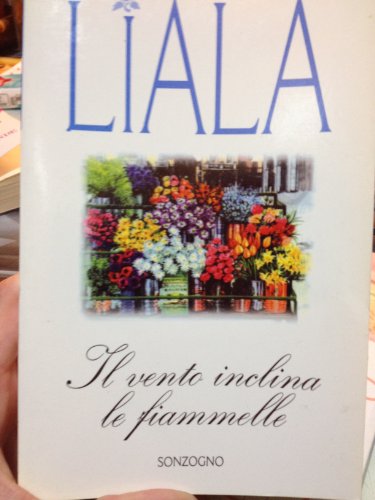 LIALA
Il vento inclina
le fiammelle
SONZOGNO